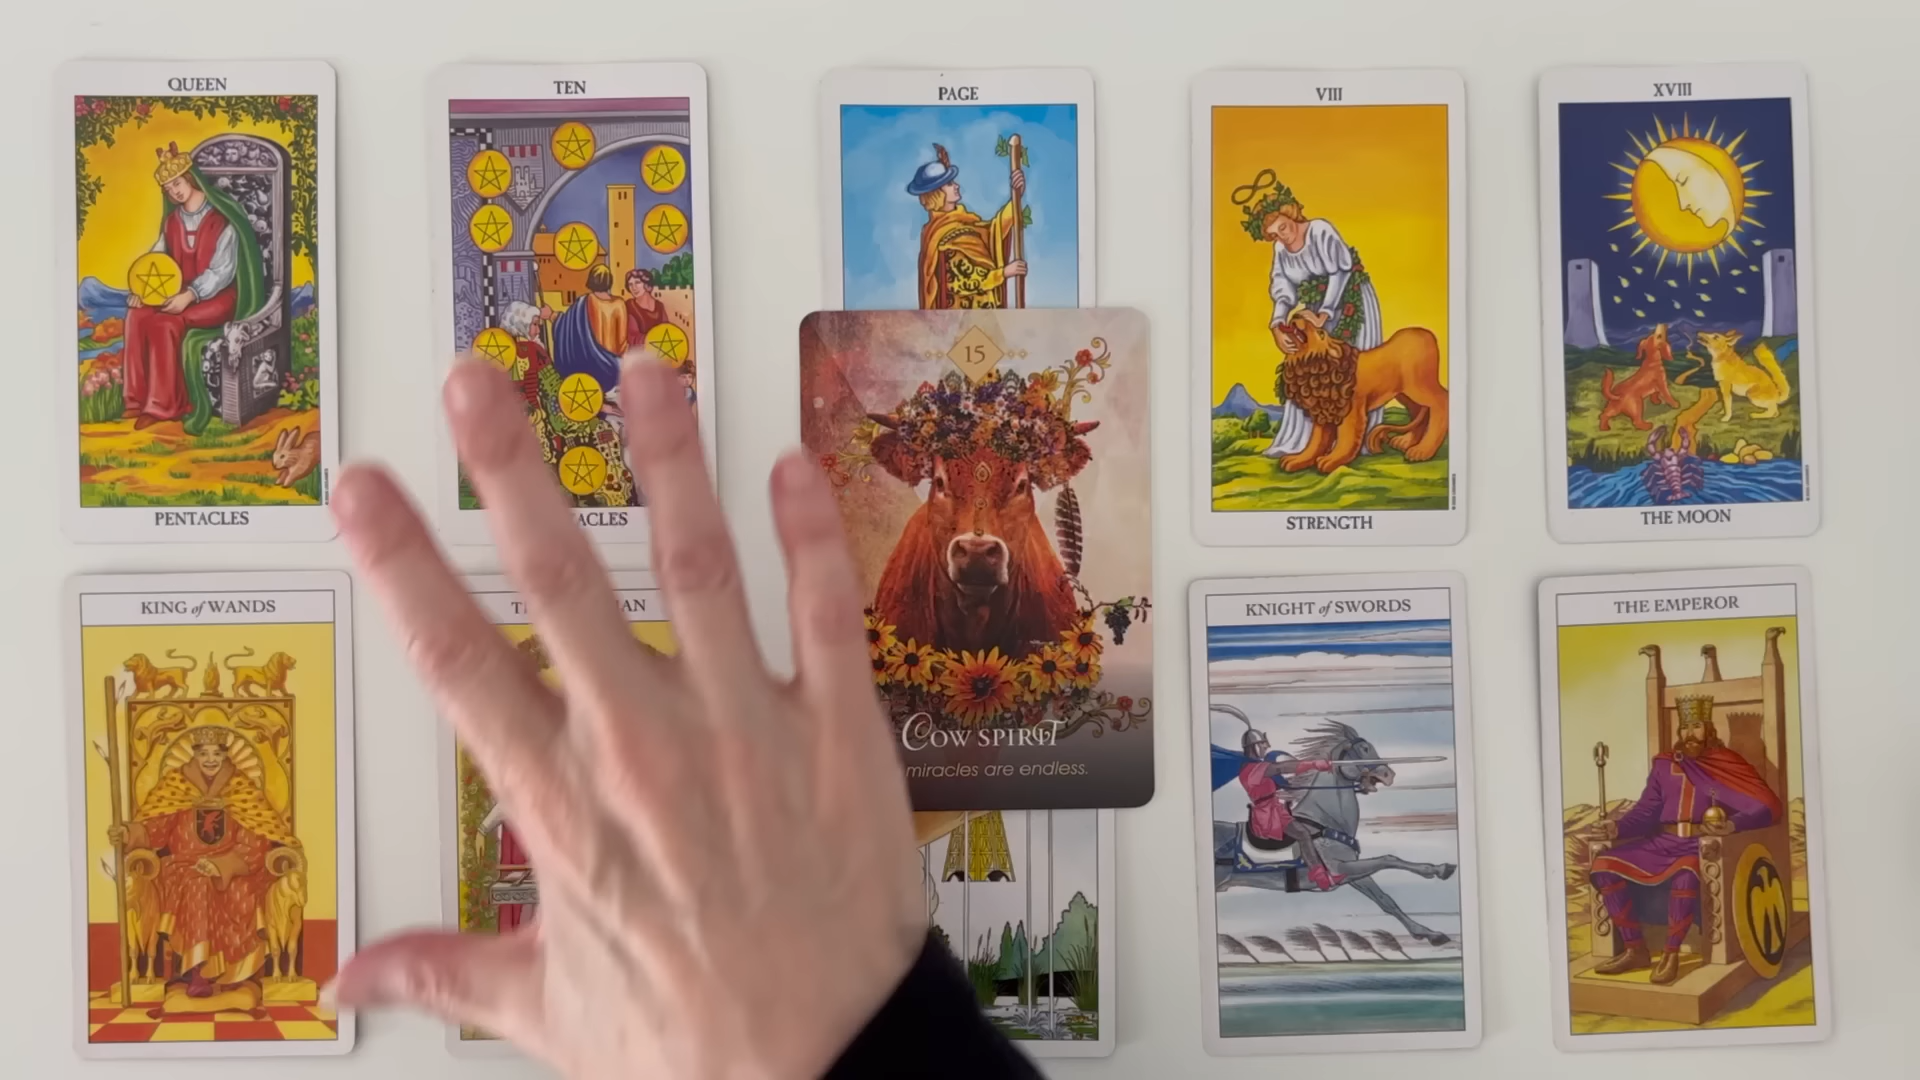 QUEEN
PENTACLES
TEN
ACLES
PAGE
VIII
STRENGTH
XVIII
THE MOON
15
COW SPIRIT
miracles are endless.
KING of WANDS
KNIGHT of SWORDS
THE EMPEROR